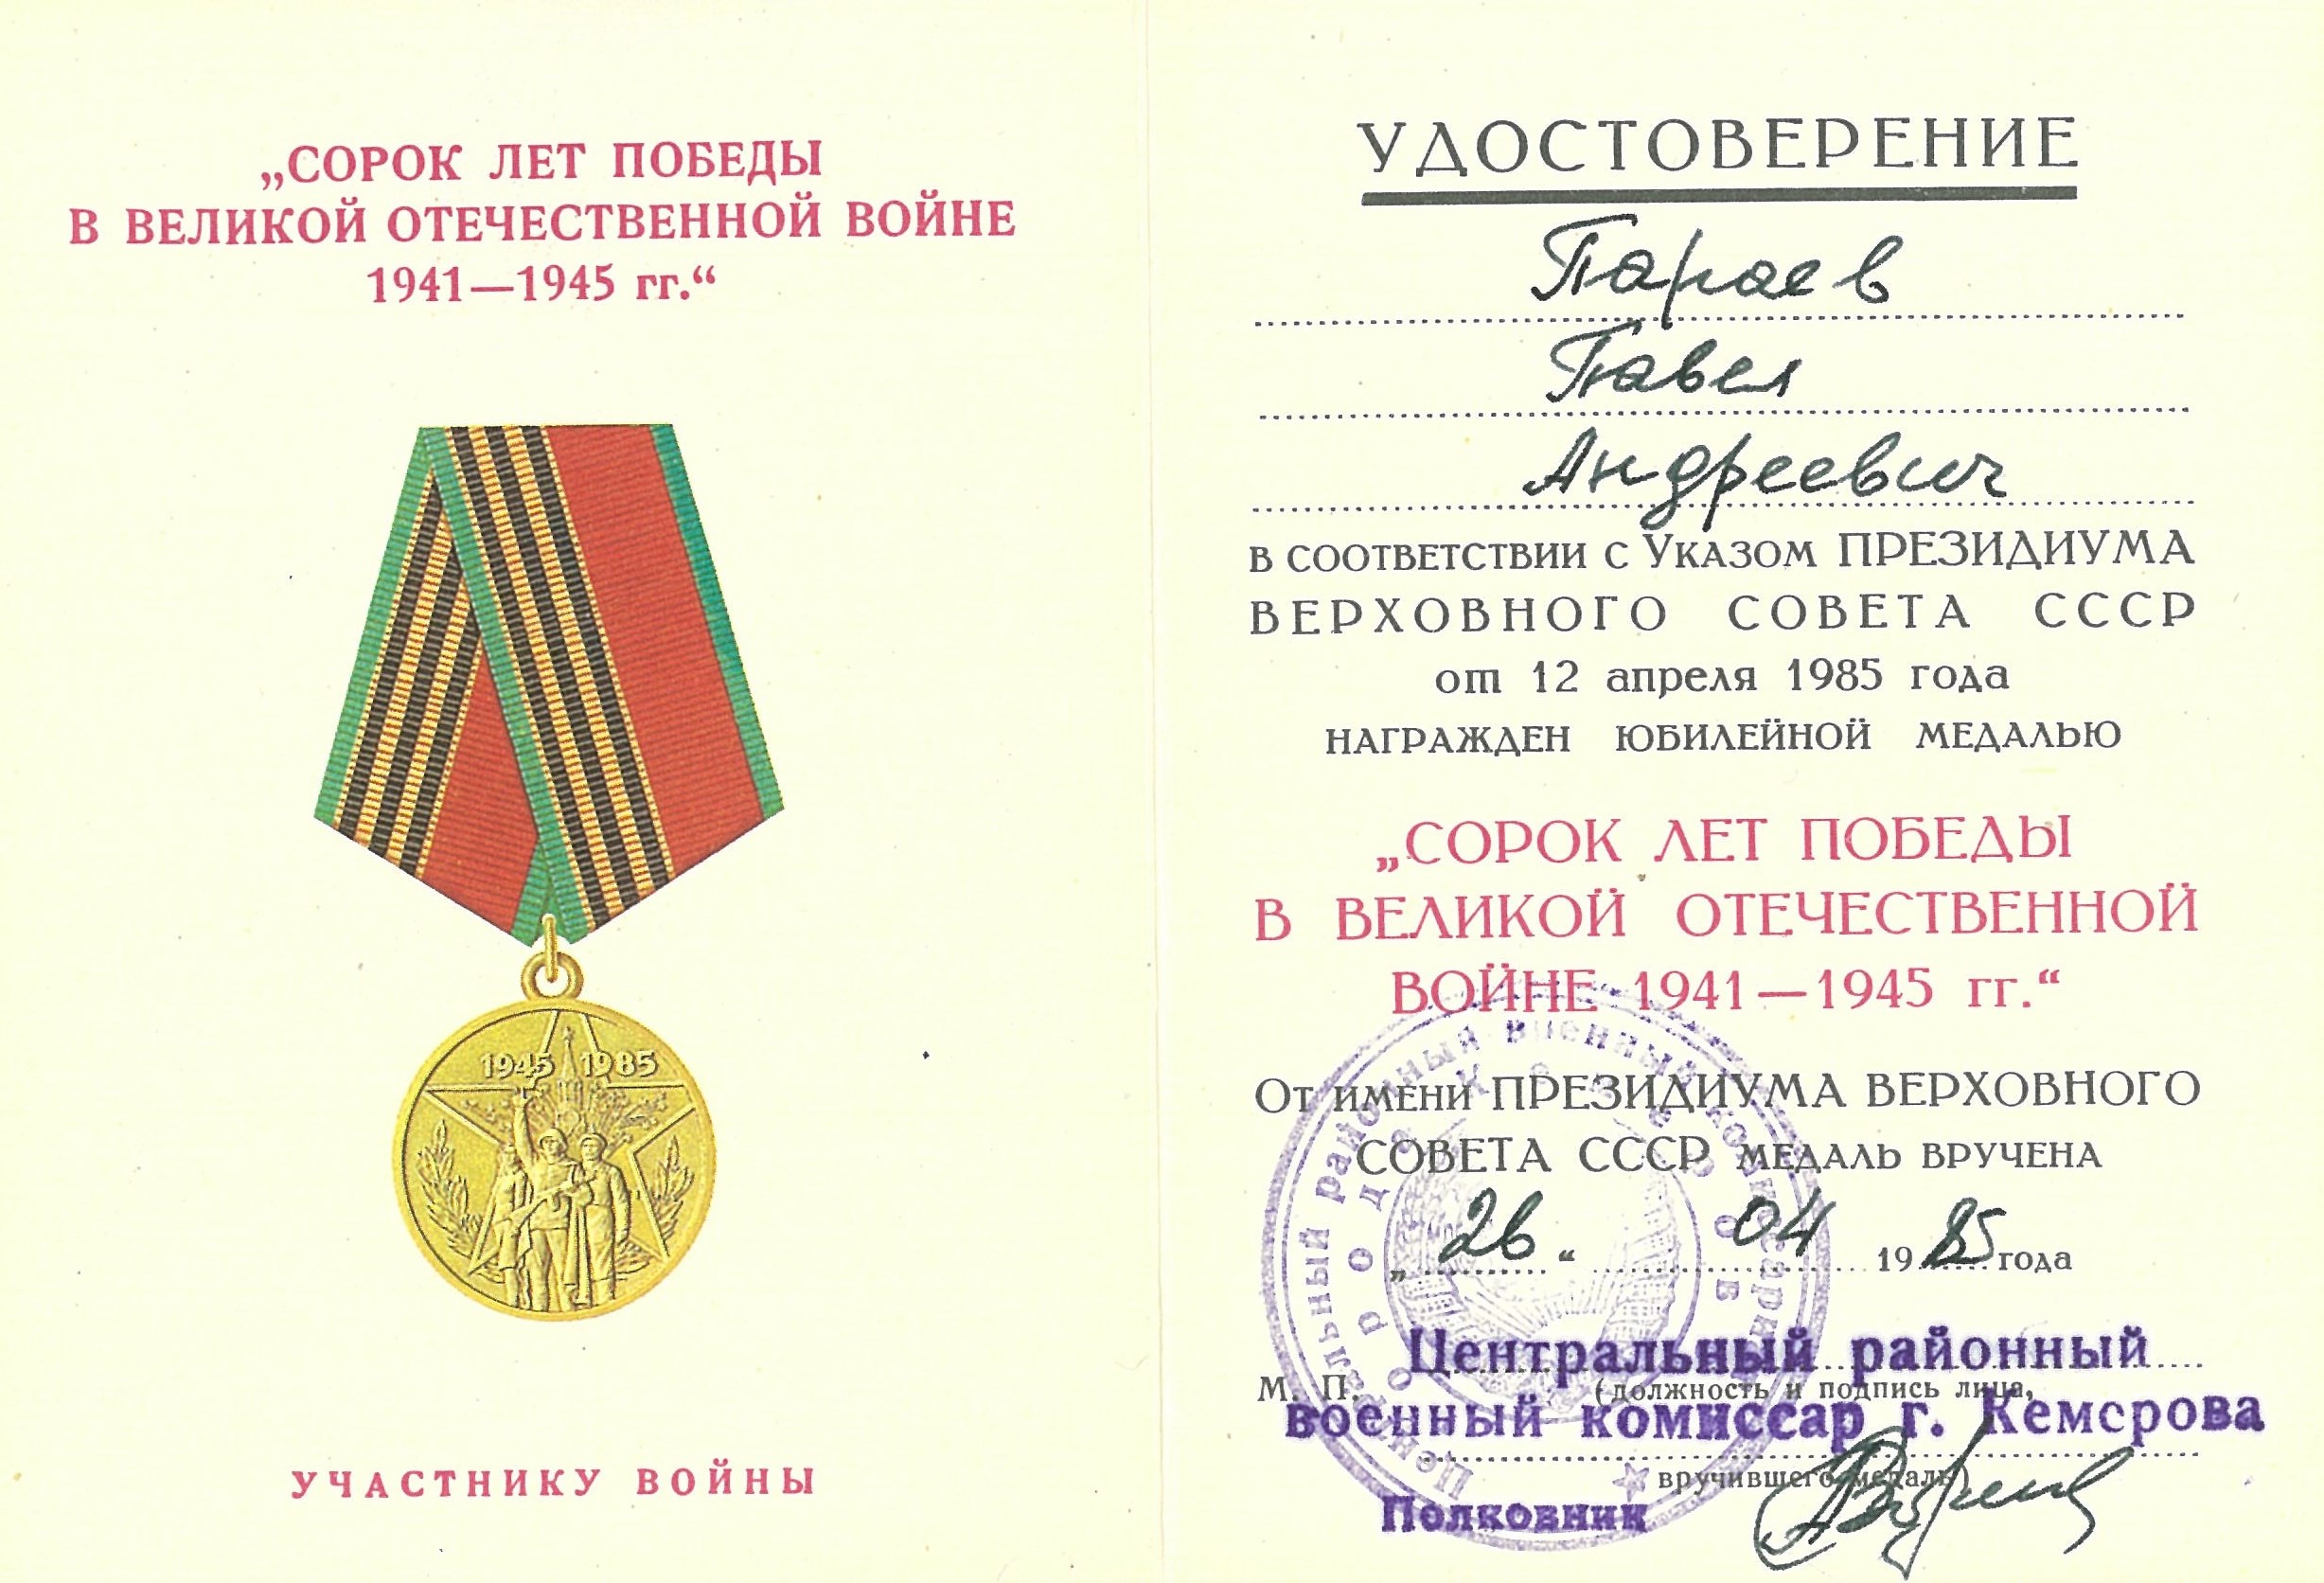 „СОРОК ЛЕТ ПОБЕДЫ
В ВЕЛИКОЙ ОТЕЧЕСТВЕННОЙ ВОЙНЕ
1941—1945 гг.“
1945 1985
УЧАСТНИКУ ВОЙНЫ
УДОСТОВЕРЕНИЕ
Параев
Павел
Андреевич
В СООТВЕТСТВИИ С УКАЗОМ ПРЕЗИДИУМА
ВЕРХОВНОГО СОВЕТА СССР
от 12 апреля 1985 года
НАГРАЖДЕН ЮБИЛЕЙНОЙ МЕДАЛЬЮ
„СОРОК ЛЕТ ПОБЕДЫ
В ВЕЛИКОЙ ОТЕЧЕСТВЕННОЙ
ВОЙНЕ 1941—1945 гг.“
ОТ ИМЕНИ ПРЕЗИДИУМА ВЕРХОВНОГО
СОВЕТА СССР МЕДАЛЬ ВРУЧЕНА
„26“ 04 1985 года
Центральный районный
М. П. (должность и подпись лица,
военный комиссар г. Кемерова
вручившего медаль)
Полковник